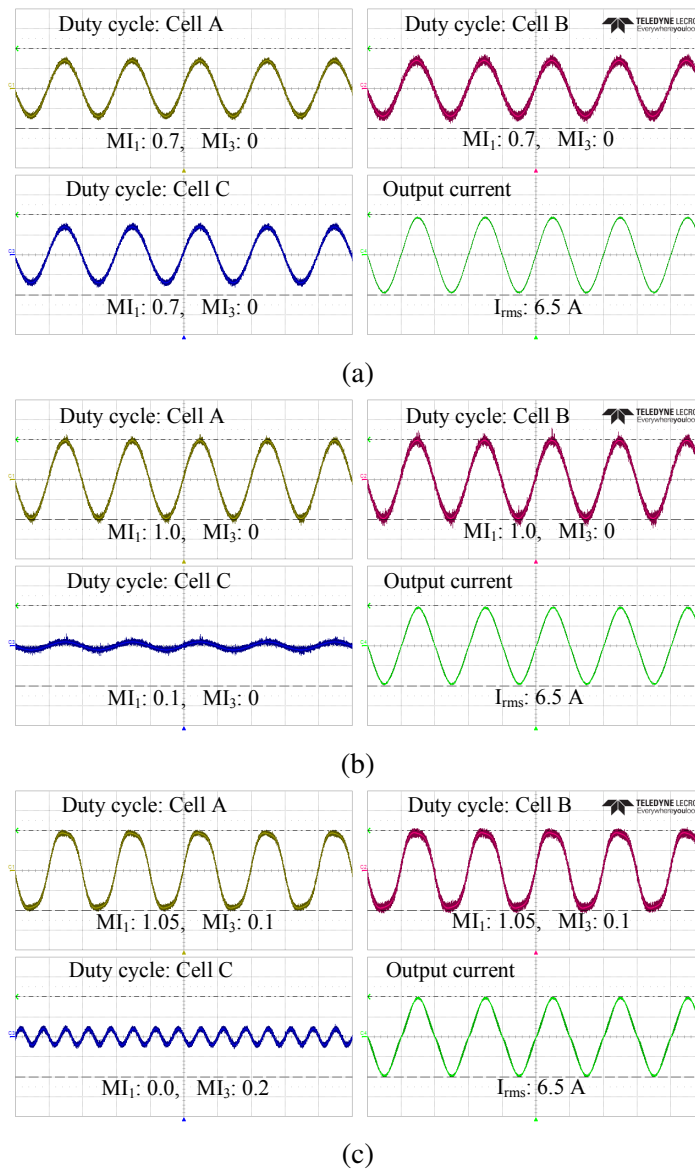 Duty cycle: Cell A
MI₁: 0.7, MI₃: 0
Duty cycle: Cell B
TELEDYNE LECRO
Everywhereyouloo
MI₁: 0.7, MI₃: 0
Duty cycle: Cell C
MI₁: 0.7, MI₃: 0
Output current
Iᵣₘₛ: 6.5 A
(a)
Duty cycle: Cell A
MI₁: 1.0, MI₃: 0
Duty cycle: Cell B
TELEDYNE LECRO
Everywhereyouloo
MI₁: 1.0, MI₃: 0
Duty cycle: Cell C
MI₁: 0.1, MI₃: 0
Output current
Iᵣₘₛ: 6.5 A
(b)
Duty cycle: Cell A
MI₁: 1.05, MI₃: 0.1
Duty cycle: Cell B
TELEDYNE LECRO
Everywhereyouloo
MI₁: 1.05, MI₃: 0.1
Duty cycle: Cell C
MI₁: 0.0, MI₃: 0.2
Output current
Iᵣₘₛ: 6.5 A
(c)